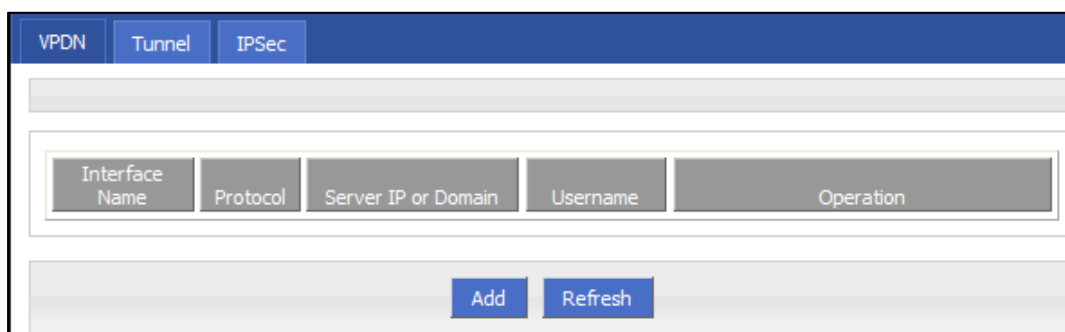 VPDN Tunnel IPSec
Interface
Name Protocol Server IP or Domain Username Operation
Add Refresh